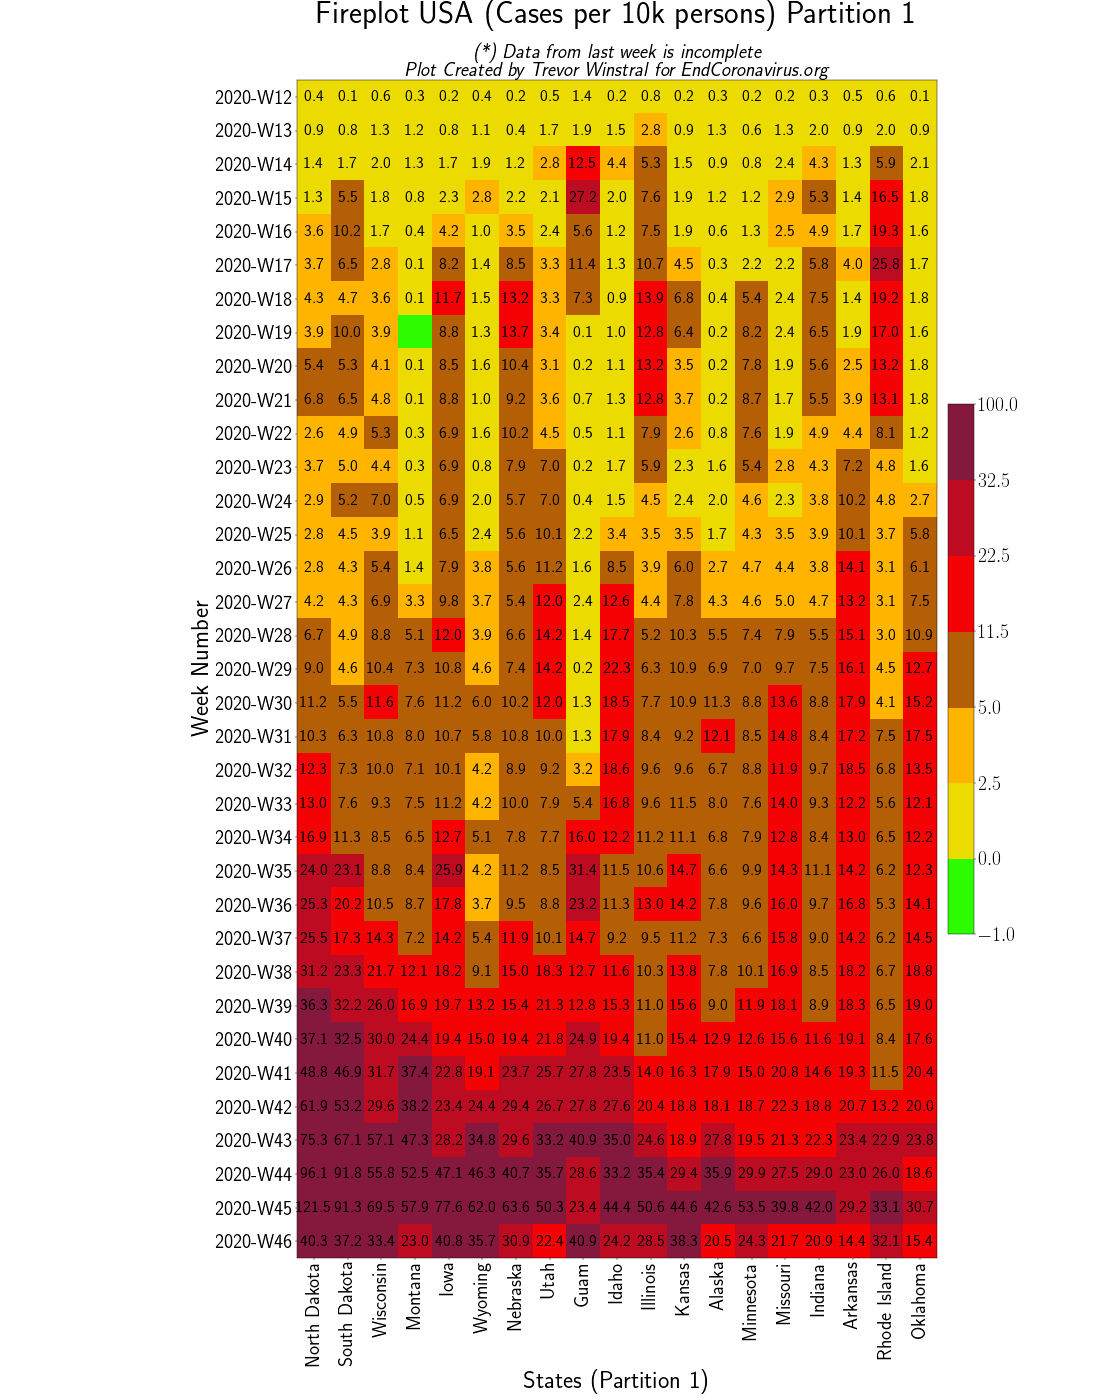 Fireplot USA (Cases per 10k persons) Partition 1
(*) Data from last week is incomplete
Plot Created by Trevor Winstral for EndCoronavirus.org
2020-W12 0.4 0.1 0.6 0.3 0.2 0.4 0.2 0.5 1.4 0.2 0.8 0.2 0.3 0.2 0.2 0.3 0.5 0.6 0.1
2020-W13 0.9 0.8 1.3 1.2 0.8 1.1 0.4 1.7 1.9 1.5 2.8 0.9 1.3 0.6 1.3 2.0 0.9 2.0 0.9
2020-W14 1.4 1.7 2.0 1.3 1.7 1.9 1.2 2.8 12.5 4.4 5.3 1.5 0.9 0.8 2.4 4.3 1.3 5.9 2.1
2020-W15 1.3 5.5 1.8 0.8 2.3 2.8 2.2 2.1 27.2 2.0 7.6 1.9 1.2 1.2 2.9 5.3 1.4 16.5 1.8
2020-W16 3.6 10.2 1.7 0.4 4.2 1.0 3.5 2.4 5.6 1.2 7.5 1.9 0.6 1.3 2.5 4.9 1.7 19.3 1.6
2020-W17 3.7 6.5 2.8 0.1 8.2 1.4 8.5 3.3 11.4 1.3 10.7 4.5 0.3 2.2 2.2 5.8 4.0 25.8 1.7
2020-W18 4.3 4.7 3.6 0.1 11.7 1.5 13.2 3.3 7.3 0.9 13.9 6.8 0.4 5.4 2.4 7.5 1.4 19.2 1.8
2020-W19 3.9 10.0 3.9 8.8 1.3 13.7 3.4 0.1 1.0 12.8 6.4 0.2 8.2 2.4 6.5 1.9 17.0 1.6
2020-W20 5.4 5.3 4.1 0.1 8.5 1.6 10.4 3.1 0.2 1.1 13.2 3.5 0.2 7.8 1.9 5.6 2.5 13.2 1.8
2020-W21 6.8 6.5 4.8 0.1 8.8 1.0 9.2 3.6 0.7 1.3 12.8 3.7 0.2 8.7 1.7 5.5 3.9 13.1 1.8
2020-W22 2.6 4.9 5.3 0.3 6.9 1.6 10.2 4.5 0.5 1.1 7.9 2.6 0.8 7.6 1.9 4.9 4.4 8.1 1.2
2020-W23 3.7 5.0 4.4 0.3 6.9 0.8 7.9 7.0 0.2 1.7 5.9 2.3 1.6 5.4 2.8 4.3 7.2 4.8 1.6
2020-W24 2.9 5.2 7.0 0.5 6.9 2.0 5.7 7.0 0.4 1.5 4.5 2.4 2.0 4.6 2.3 3.8 10.2 4.8 2.7
2020-W25 2.8 4.5 3.9 1.1 6.5 2.4 5.6 10.1 2.2 3.4 3.5 3.5 1.7 4.3 3.5 3.9 10.1 3.7 5.8
2020-W26 2.8 4.3 5.4 1.4 7.9 3.8 5.6 11.2 1.6 8.5 3.9 6.0 2.7 4.7 4.4 3.8 14.1 3.1 6.1
2020-W27 4.2 4.3 6.9 3.3 9.8 3.7 5.4 12.0 2.4 12.6 4.4 7.8 4.3 4.6 5.0 4.7 13.2 3.1 7.5
2020-W28 6.7 4.9 8.8 5.1 12.0 3.9 6.6 14.2 1.4 17.7 5.2 10.3 5.5 7.4 7.9 5.5 15.1 3.0 10.9
2020-W29 9.0 4.6 10.4 7.3 10.8 4.6 7.4 14.2 0.2 22.3 6.3 10.9 6.9 7.0 9.7 7.5 16.1 4.5 12.7
2020-W30 11.2 5.5 11.6 7.6 11.2 6.0 10.2 12.0 1.3 18.5 7.7 10.9 11.3 8.8 13.6 8.8 17.9 4.1 15.2
2020-W31 10.3 6.3 10.8 8.0 10.7 5.8 10.8 10.0 1.3 17.9 8.4 9.2 12.1 8.5 14.8 8.4 17.2 7.5 17.5
2020-W32 12.3 7.3 10.0 7.1 10.1 4.2 8.9 9.2 3.2 18.6 9.6 9.6 6.7 8.8 11.9 9.7 18.5 6.8 13.5
2020-W33 13.0 7.6 9.3 7.5 11.2 4.2 10.0 7.9 5.4 16.8 9.6 11.5 8.0 7.6 14.0 9.3 12.2 5.6 12.1
2020-W34 16.9 11.3 8.5 6.5 12.7 5.1 7.8 7.7 16.0 12.2 11.2 11.1 6.8 7.9 12.8 8.4 13.0 6.5 12.2
2020-W35 24.0 23.1 8.8 8.4 25.9 4.2 11.2 8.5 31.4 11.5 10.6 14.7 6.6 9.9 14.3 11.1 14.2 6.2 12.3
2020-W36 25.3 20.2 10.5 8.7 17.8 3.7 9.5 8.8 23.2 11.3 13.0 14.2 7.8 9.6 16.0 9.7 16.8 5.3 14.1
2020-W37 25.5 17.3 14.3 7.2 14.2 5.4 11.9 10.1 14.7 9.2 9.5 11.2 7.3 6.6 15.8 9.0 14.2 6.2 14.5
2020-W38 31.2 23.3 21.7 12.1 18.2 9.1 15.0 18.3 12.7 11.6 10.3 13.8 7.8 10.1 16.9 8.5 18.2 6.7 18.8
2020-W39 36.3 32.2 26.0 16.9 19.7 13.2 15.4 21.3 12.8 15.3 11.0 15.6 9.0 11.9 18.1 8.9 18.3 6.5 19.0
2020-W40 37.1 32.5 30.0 24.4 19.4 15.0 19.4 21.8 24.9 19.4 11.0 15.4 12.9 12.6 15.6 11.6 19.1 8.4 17.6
2020-W41 48.8 46.9 31.7 37.4 22.8 19.1 23.7 25.7 27.8 23.5 14.0 16.3 17.9 15.0 20.8 14.6 19.3 11.5 20.4
2020-W42 61.9 53.2 29.6 38.2 23.4 24.4 29.4 26.7 27.8 27.6 20.4 18.8 18.1 18.7 22.3 18.8 20.7 13.2 20.0
2020-W43 75.3 67.1 57.1 47.3 28.2 34.8 29.6 33.2 40.9 35.0 24.6 18.9 27.8 19.5 21.3 22.3 23.4 22.9 23.8
2020-W44 96.1 91.8 55.8 52.5 47.1 46.3 40.7 35.7 28.6 33.2 35.4 29.4 35.9 29.9 27.5 29.0 23.0 26.0 18.6
2020-W45 121.5 91.3 69.5 57.9 77.6 62.0 63.6 50.3 23.4 44.4 50.6 44.6 42.6 53.5 39.8 42.0 29.2 33.1 30.7
2020-W46 40.3 37.2 33.4 23.0 40.8 35.7 30.9 22.4 40.9 24.2 28.5 38.3 20.5 24.3 21.7 20.9 14.4 32.1 15.4
Week Number
North Dakota
South Dakota
Wisconsin
Montana
Iowa
Wyoming
Nebraska
Utah
Guam
Idaho
Illinois
Kansas
Alaska
Minnesota
Missouri
Indiana
Arkansas
Rhode Island
Oklahoma
States (Partition 1)
100.0
32.5
22.5
11.5
5.0
2.5
0.0
−1.0